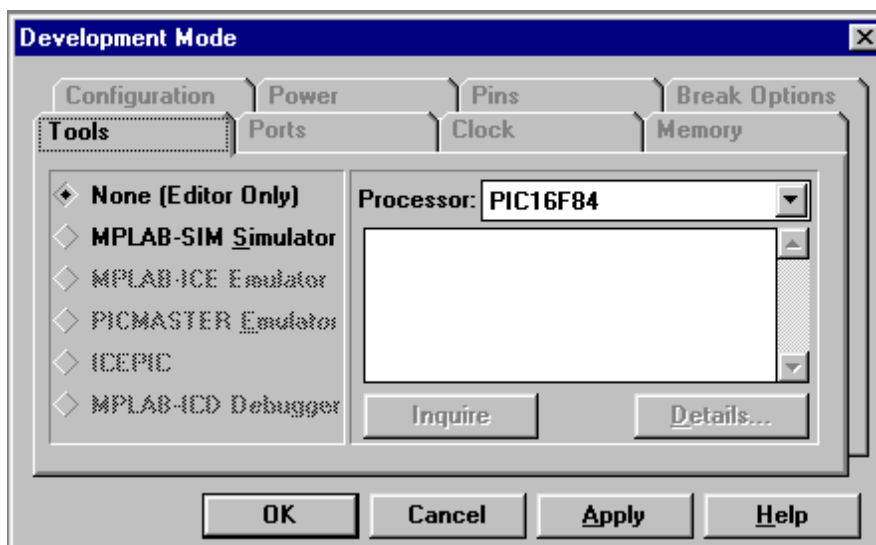 Development Mode
Configuration Power Pins Break Options
Tools Ports Clock Memory
None (Editor Only)
MPLAB-SIM Simulator
MPLAB-ICE Emulator
PICMASTER Emulator
ICEPIC
MPLAB-ICD Debugger
Processor: PIC16F84
Inquire Details...
OK Cancel Apply Help